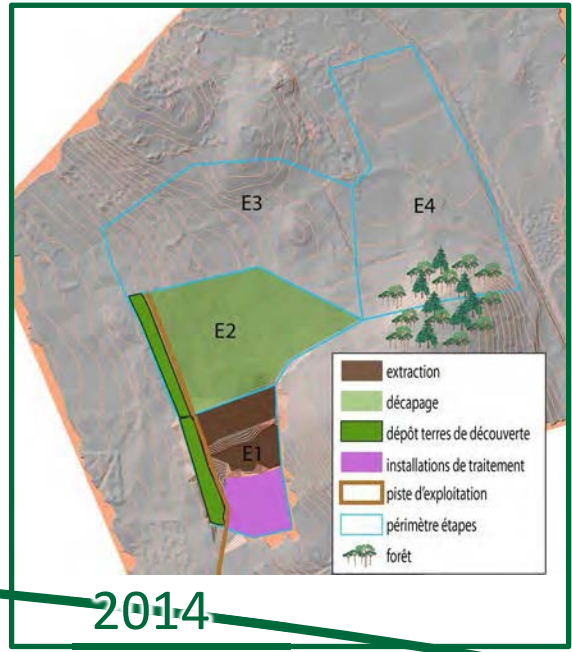 E3
E4
E2
E1
extraction
décapage
dépôt terres de découverte
installations de traitement
piste d'exploitation
périmètre étapes
forêt
2014